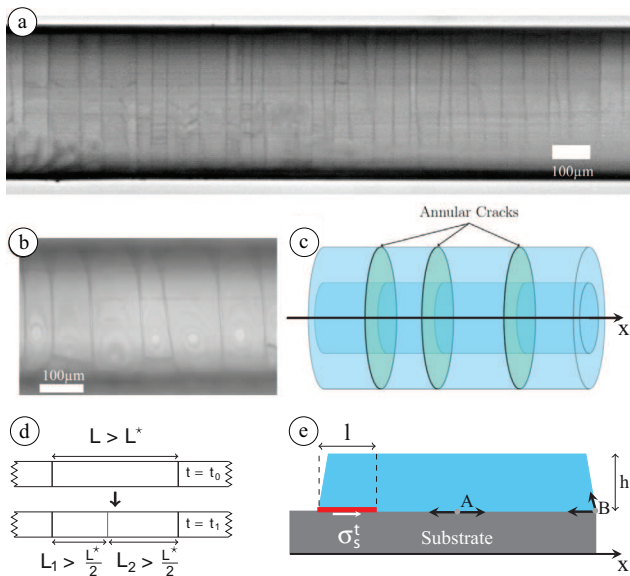 a
100µm
b
100µm
c
Annular Cracks
x
d
L > L*
t = t₀
t = t₁
L₁ > L*/2 L₂ > L*/2
e
l
h
A
B
σₛᵗ
Substrate
x